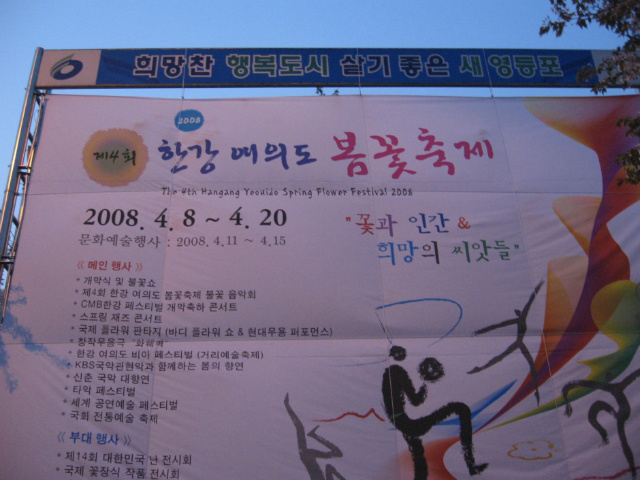 희망찬 행복도시 살기 좋은 새 영등포
2008
제4회 한강 여의도 봄꽃축제
The 4th Hangang Yeouido Spring Flower Festival 2008
2008. 4. 8 ~ 4. 20
문화예술행사 : 2008. 4.11 ~ 4.15
"꽃과 인간 &
희망의 씨앗들"
《 메인 행사 》
* 개막식 및 불꽃쇼
* 제4회 한강 여의도 봄꽃축제 불꽃 음악회
* CMB한강 페스티벌 개막축하 콘서트
* 스프링 재즈 콘서트
* 국제 플라워 판타지 (바디 플라워 쇼 & 현대무용 퍼포먼스)
* 창작무용극
* 한강 여의도 비아 페스티벌 (거리예술축제)
* KBS국악관현악과 함께하는 봄의 향연
* 신춘 국악 대향연
* 타악 페스티벌
* 세계 공연예술 페스티벌
* 국회 전통예술 축제
《 부대 행사 》
* 제14회 대한민국 난 전시회
* 국제 꽃장식 작품 전시회